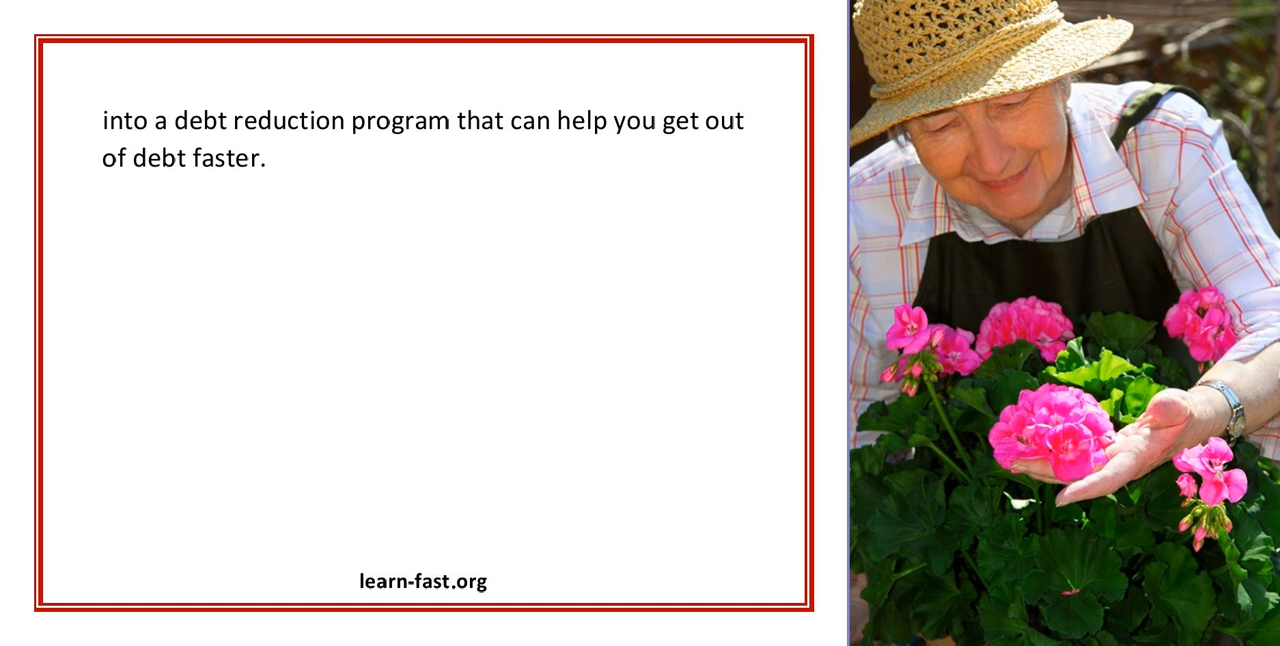 into a debt reduction program that can help you get out
of debt faster.
learn-fast.org